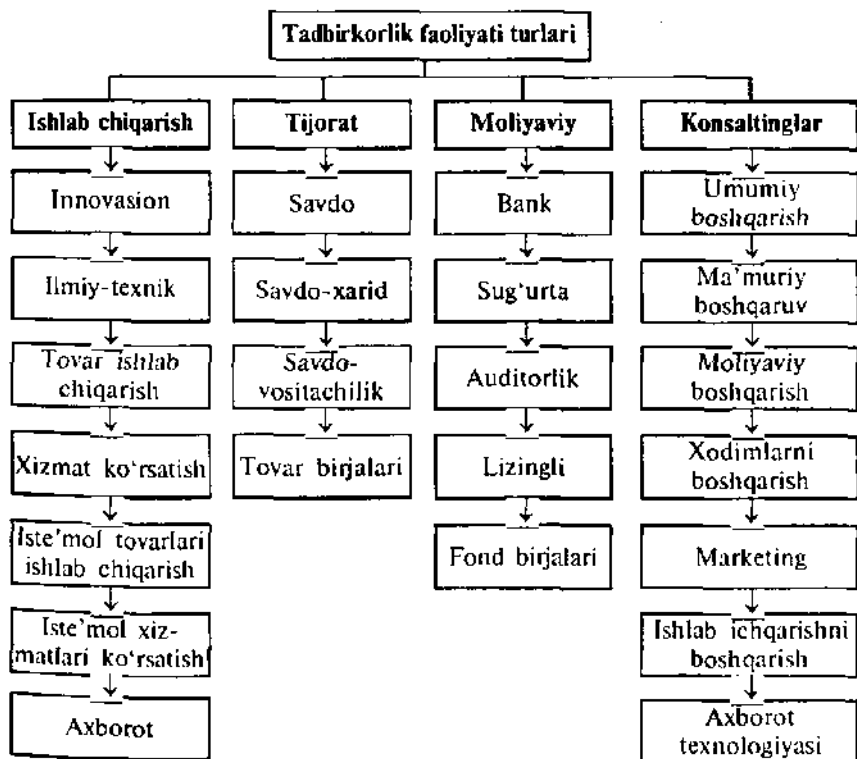 Tadbirkorlik faoliyati turlari
Ishlab chiqarish
Tijorat
Moliyaviy
Konsaltinglar
Innovasion
Savdo
Bank
Umumiy
boshqarish
Ilmiy-texnik
Savdo-xarid
Sug‘urta
Ma’muriy
boshqaruv
Tovar ishlab
chiqarish
Savdo-
vositachilik
Auditorlik
Moliyaviy
boshqarish
Xizmat ko‘rsatish
Tovar birjalari
Lizingli
Xodimlarni
boshqarish
Iste’mol tovarlari
ishlab chiqarish
Fond birjalari
Marketing
Iste’mol xiz-
matlari ko‘rsatish
Ishlab ichqarishni
boshqarish
Axborot
Axborot
texnologiyasi